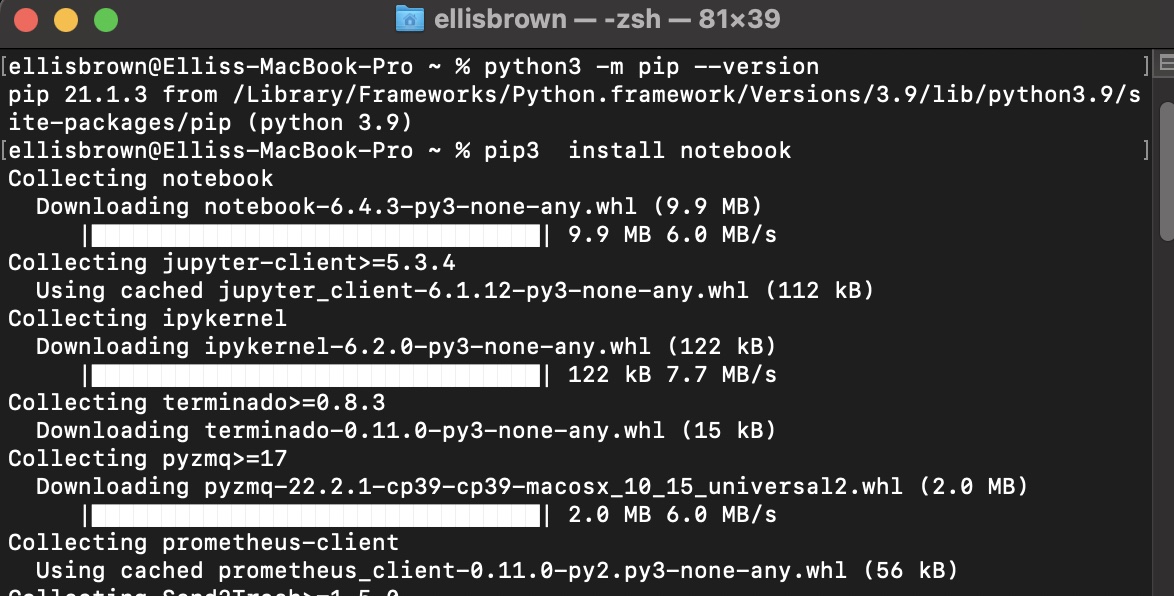 ellisbrown — -zsh — 81×39
[ellisbrown@Elliss-MacBook-Pro ~ % python3 -m pip --version ]
pip 21.1.3 from /Library/Frameworks/Python.framework/Versions/3.9/lib/python3.9/s
ite-packages/pip (python 3.9)
[ellisbrown@Elliss-MacBook-Pro ~ % pip3  install notebook ]
Collecting notebook
  Downloading notebook-6.4.3-py3-none-any.whl (9.9 MB)
     |████████████████████████████████| 9.9 MB 6.0 MB/s
Collecting jupyter-client>=5.3.4
  Using cached jupyter_client-6.1.12-py3-none-any.whl (112 kB)
Collecting ipykernel
  Downloading ipykernel-6.2.0-py3-none-any.whl (122 kB)
     |████████████████████████████████| 122 kB 7.7 MB/s
Collecting terminado>=0.8.3
  Downloading terminado-0.11.0-py3-none-any.whl (15 kB)
Collecting pyzmq>=17
  Downloading pyzmq-22.2.1-cp39-cp39-macosx_10_15_universal2.whl (2.0 MB)
     |████████████████████████████████| 2.0 MB 6.0 MB/s
Collecting prometheus-client
  Using cached prometheus_client-0.11.0-py2.py3-none-any.whl (56 kB)
Collecting Send2Trash>=1.5.0